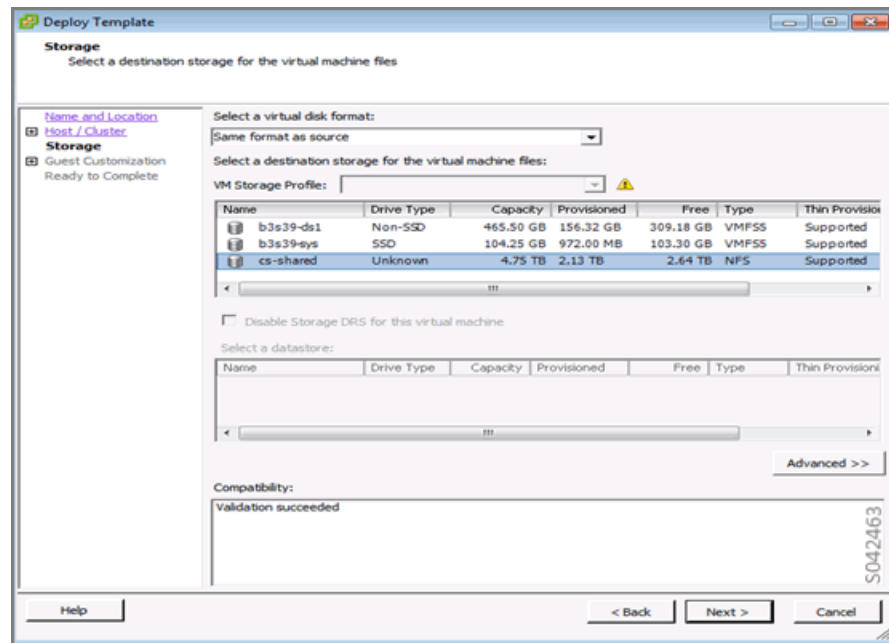 Deploy Template
Storage
Select a destination storage for the virtual machine files
Name and Location
Host / Cluster
Storage
Guest Customization
Ready to Complete
Select a virtual disk format:
Same format as source
Select a destination storage for the virtual machine files:
VM Storage Profile:
Name Drive Type Capacity Provisioned Free Type Thin Provision
b3s39-ds1 Non-SSD 465.50 GB 156.32 GB 309.18 GB VMFS5 Supported
b3s39-sys SSD 104.25 GB 972.00 MB 103.30 GB VMFS5 Supported
cs-shared Unknown 4.75 TB 2.13 TB 2.64 TB NFS Supported
Disable Storage DRS for this virtual machine
Select a datastore:
Name Drive Type Capacity Provisioned Free Type Thin Provisioni
Advanced >>
Compatibility:
Validation succeeded
S042463
Help < Back Next > Cancel